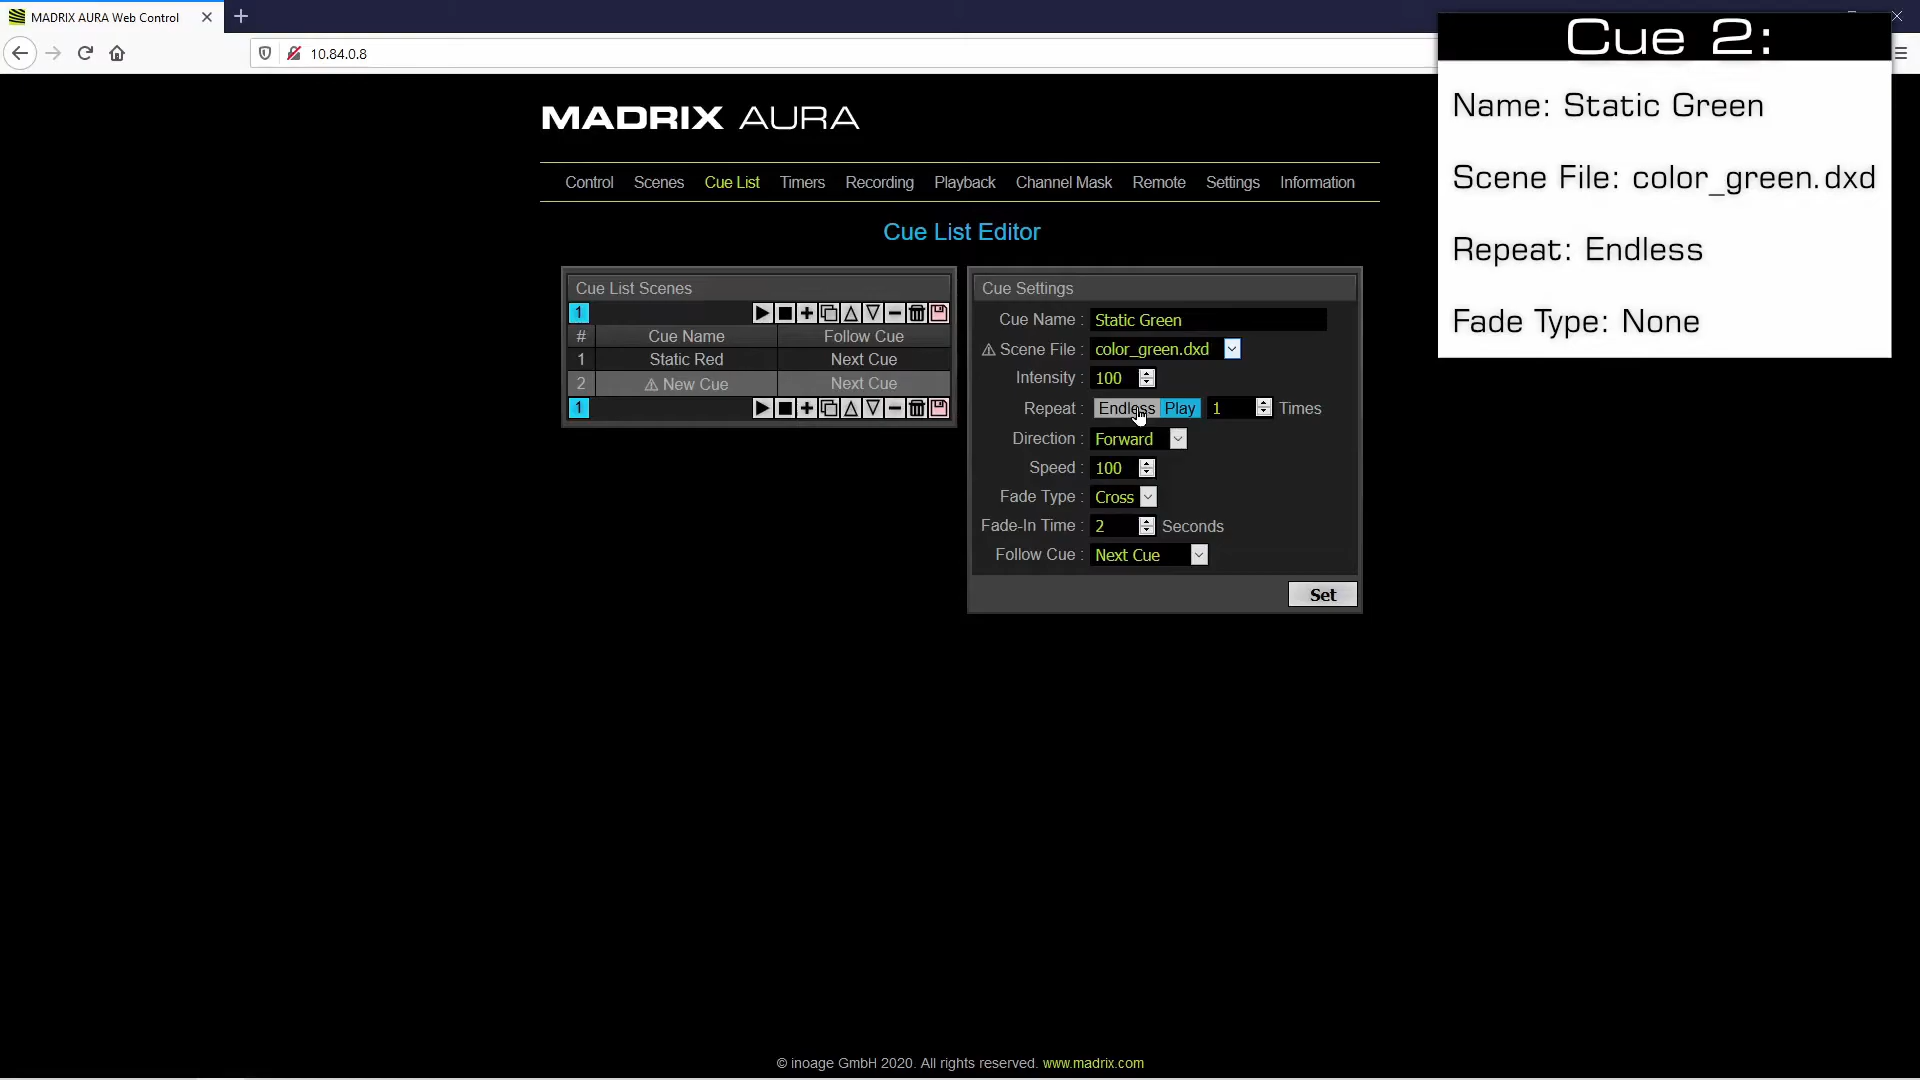 MADRIX AURA Web Control
10.84.0.8
Cue 2:
Name: Static Green
Scene File: color_green.dxd
Repeat: Endless
Fade Type: None
MADRIX AURA
Control Scenes Cue List Timers Recording Playback Channel Mask Remote Settings Information
Cue List Editor
Cue List Scenes
1
# Cue Name Follow Cue
1 Static Red Next Cue
2 New Cue Next Cue
1
Cue Settings
Cue Name : Static Green
Scene File : color_green.dxd
Intensity : 100
Repeat : Endless Play 1 Times
Direction : Forward
Speed : 100
Fade Type : Cross
Fade-In Time : 2 Seconds
Follow Cue : Next Cue
Set
© inoage GmbH 2020. All rights reserved. www.madrix.com